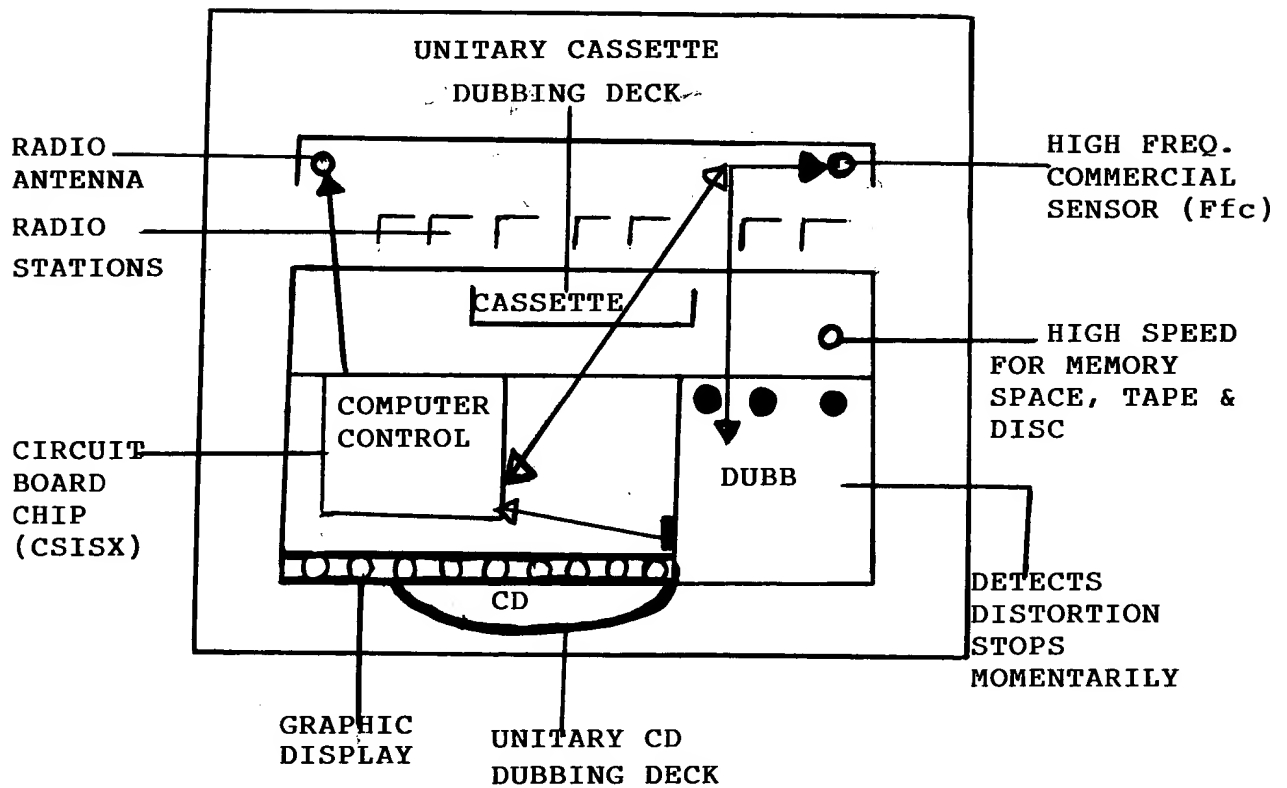 UNITARY CASSETTE
DUBBING DECK
RADIO
ANTENNA
HIGH FREQ.
COMMERCIAL
SENSOR (Ffc)
RADIO
STATIONS
CASSETTE
HIGH SPEED
FOR MEMORY
SPACE, TAPE &
DISC
COMPUTER
CONTROL
CIRCUIT
BOARD
CHIP
(CSISX)
DUBB
DETECTS
DISTORTION
STOPS
MOMENTARILY
CD
GRAPHIC
DISPLAY
UNITARY CD
DUBBING DECK